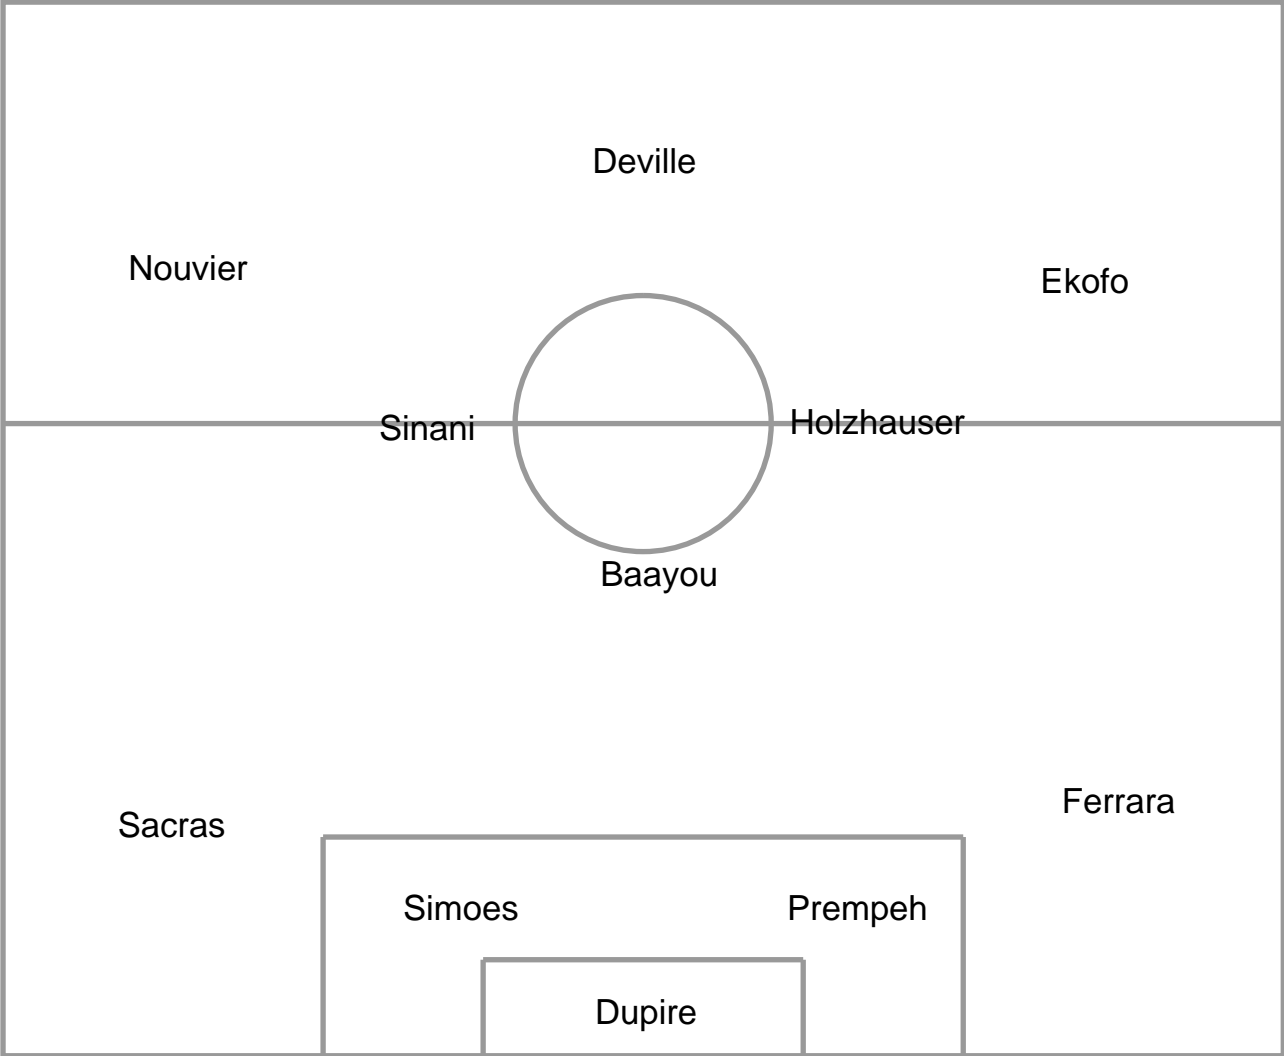 Deville
Nouvier
Ekofo
Sinani
Holzhauser
Baayou
Ferrara
Sacras
Simoes
Prempeh
Dupire